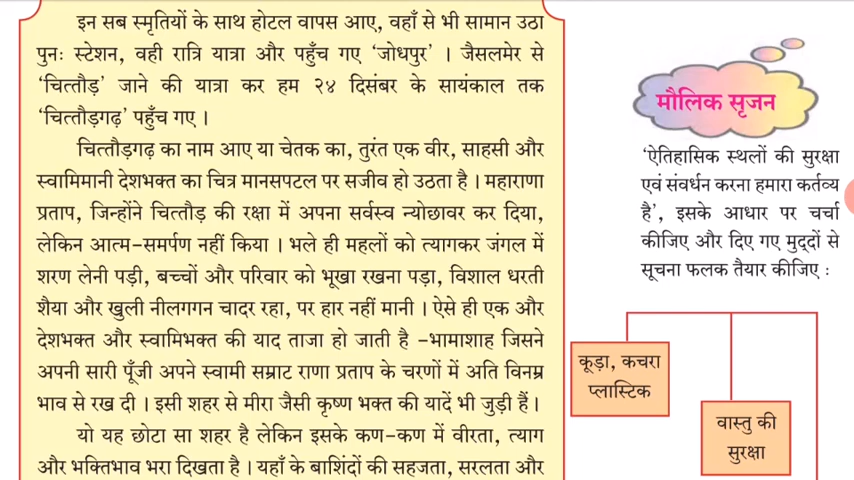 इन सब स्मृतियों के साथ होटल वापस आए, वहाँ से भी सामान उठा
पुनः स्टेशन, वही रात्रि यात्रा और पहुँच गए ‘जोधपुर’ । जैसलमेर से
‘चित्तौड़’ जाने की यात्रा कर हम २४ दिसंबर के सायंकाल तक
‘चित्तौड़गढ़’ पहुँच गए ।
चित्तौड़गढ़ का नाम आए या चेतक का, तुरंत एक वीर, साहसी और
स्वामिमानी देशभक्त का चित्र मानसपटल पर सजीव हो उठता है । महाराणा
प्रताप, जिन्होंने चित्तौड़ की रक्षा में अपना सर्वस्व न्योछावर कर दिया,
लेकिन आत्म-समर्पण नहीं किया । भले ही महलों को त्यागकर जंगल में
शरण लेनी पड़ी, बच्चों और परिवार को भूखा रखना पड़ा, विशाल धरती
शैया और खुली नीलगगन चादर रहा, पर हार नहीं मानी । ऐसे ही एक और
देशभक्त और स्वामिभक्त की याद ताजा हो जाती है -भामाशाह जिसने
अपनी सारी पूँजी अपने स्वामी सम्राट राणा प्रताप के चरणों में अति विनम्र
भाव से रख दी । इसी शहर से मीरा जैसी कृष्ण भक्त की यादें भी जुड़ी हैं ।
यो यह छोटा सा शहर है लेकिन इसके कण-कण में वीरता, त्याग
और भक्तिभाव भरा दिखता है । यहाँ के बाशिंदों की सहजता, सरलता और
मौलिक सृजन
‘ऐतिहासिक स्थलों की सुरक्षा
एवं संवर्धन करना हमारा कर्तव्य
है’, इसके आधार पर चर्चा
कीजिए और दिए गए मुद्दों से
सूचना फलक तैयार कीजिए :
कूड़ा, कचरा
प्लास्टिक
वास्तु की
सुरक्षा